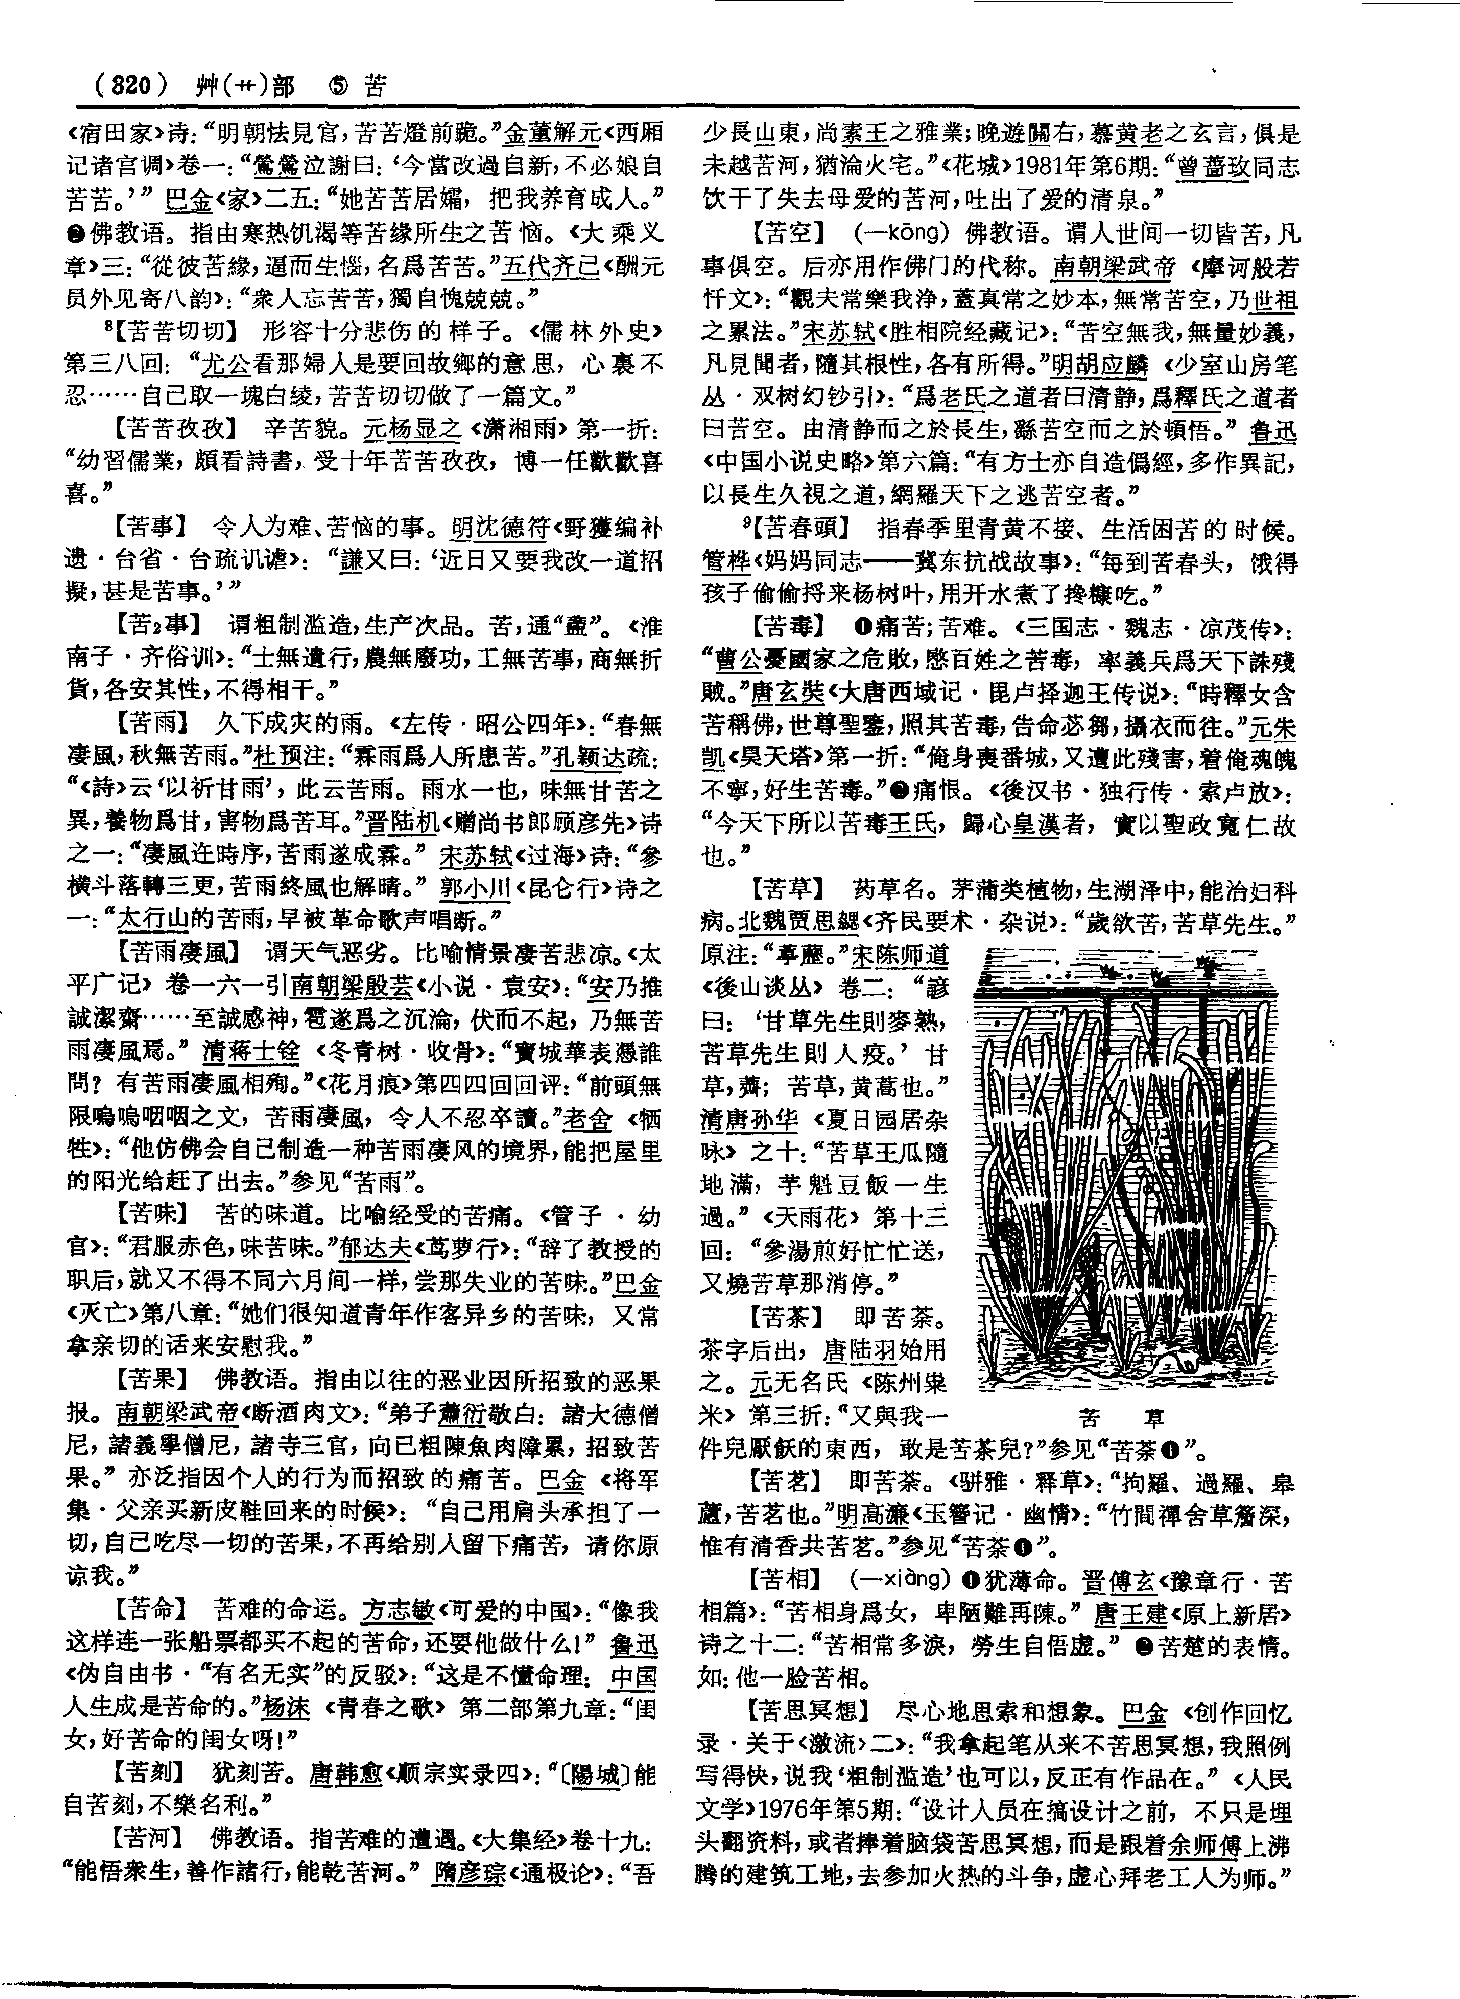 (820) 艸(艹)部 ⑤ 苦
《宿田家》诗：“明朝怯見官，苦苦燈前跪。”金董解元《西厢
记诸宫调》卷一：“鶯鶯泣謝曰：‘今當改過自新，不必娘自
苦苦。’” 巴金《家》二五：“她苦苦居孀，把我养育成人。”
❷佛教语。指由寒热饥渴等苦缘所生之苦恼。《大乘义
章》三：“從彼苦緣，逼而生惱，名爲苦苦。”五代齐己《酬元
员外见寄八韵》：“衆人忘苦苦，獨自愧兢兢。”
⁸【苦苦切切】 形容十分悲伤的样子。《儒林外史》
第三八回：“尤公看那婦人是要回故鄉的意思，心裏不
忍……自己取一塊白绫，苦苦切切做了一篇文。”
【苦苦孜孜】 辛苦貌。元杨显之《潇湘雨》第一折：
“幼習儒業，頗看詩書，受十年苦苦孜孜，博一任歡歡喜
喜。”
【苦事】 令人为难、苦恼的事。明沈德符《野獲编补
遗·台省·台疏讥谑》：“謙又曰：‘近日又要我改一道招
擬，甚是苦事。’”
【苦₂事】 谓粗制滥造，生产次品。苦，通“盬”。《淮
南子·齐俗训》：“士無遺行，農無廢功，工無苦事，商無折
貨，各安其性，不得相干。”
【苦雨】 久下成灾的雨。《左传·昭公四年》：“春無
凄風，秋無苦雨。”杜预注：“霖雨爲人所患苦。”孔颖达疏：
“《詩》云‘以祈甘雨’，此云苦雨。雨水一也，味無甘苦之
異，養物爲甘，害物爲苦耳。”晋陆机《赠尚书郎顾彦先》诗
之一：“凄風迕時序，苦雨遂成霖。” 宋苏轼《过海》诗：“參
横斗落轉三更，苦雨終風也解晴。” 郭小川《昆仑行》诗之
一：“太行山的苦雨，早被革命歌声唱断。”
【苦雨凄風】 谓天气恶劣。比喻情景凄苦悲凉。《太
平广记》卷一六一引南朝梁殷芸《小说·袁安》：“安乃推
誠潔齋……至誠感神，雹遂爲之沉淪，伏而不起，乃無苦
雨凄風焉。” 清蒋士铨《冬青树·收骨》：“寶城華表憑誰
問？有苦雨凄風相殉。”《花月痕》第四四回回评：“前頭無
限嗚嗚咽咽之文，苦雨凄風，令人不忍卒讀。”老舍《牺
牲》：“他仿佛会自己制造一种苦雨凄风的境界，能把屋里
的阳光给赶了出去。”参见“苦雨”。
【苦味】 苦的味道。比喻经受的苦痛。《管子·幼
官》：“君服赤色，味苦味。”郁达夫《茑萝行》：“辞了教授的
职后，就又不得不同六月间一样，尝那失业的苦味。”巴金
《灭亡》第八章：“她们很知道青年作客异乡的苦味，又常
拿亲切的话来安慰我。”
【苦果】 佛教语。指由以往的恶业因所招致的恶果
报。南朝梁武帝《断酒肉文》：“弟子蕭衍敬白：諸大德僧
尼，諸義學僧尼，諸寺三官，向已粗陳魚肉障累，招致苦
果。” 亦泛指因个人的行为而招致的痛苦。巴金《将军
集·父亲买新皮鞋回来的时候》：“自己用肩头承担了一
切，自己吃尽一切的苦果，不再给别人留下痛苦，请你原
谅我。”
【苦命】 苦难的命运。方志敏《可爱的中国》：“像我
这样连一张船票都买不起的苦命，还要他做什么！” 鲁迅
《伪自由书·“有名无实”的反驳》：“这是不懂命理：中国
人生成是苦命的。”杨沫《青春之歌》第二部第九章：“闺
女，好苦命的闺女呀！”
【苦刻】 犹刻苦。唐韩愈《顺宗实录四》：“〔陽城〕能
自苦刻，不樂名利。”
【苦河】 佛教语。指苦难的遭遇。《大集经》卷十九：
“能悟衆生，善作諸行，能乾苦河。” 隋彦琮《通极论》：“吾
少長山東，尚素王之雅業；晚遊關右，慕黄老之玄言，俱是
未越苦河，猶淪火宅。”《花城》1981年第6期：“曾蔷玫同志
饮干了失去母爱的苦河，吐出了爱的清泉。”
【苦空】 (—kōng) 佛教语。谓人世间一切皆苦，凡
事俱空。后亦用作佛门的代称。南朝梁武帝《摩诃般若
忏文》：“觀夫常樂我浄，蓋真常之妙本，無常苦空，乃世祖
之累法。”宋苏轼《胜相院经藏记》：“苦空無我，無量妙義，
凡見聞者，隨其根性，各有所得。”明胡应麟《少室山房笔
丛·双树幻钞引》：“爲老氏之道者曰清静，爲釋氏之道者
曰苦空。由清静而之於長生，繇苦空而之於頓悟。” 鲁迅
《中国小说史略》第六篇：“有方士亦自造僞經，多作異記，
以長生久視之道，網羅天下之逃苦空者。”
⁹【苦春頭】 指春季里青黄不接、生活困苦的时候。
管桦《妈妈同志——冀东抗战故事》：“每到苦春头，饿得
孩子偷偷捋来杨树叶，用开水煮了搀糠吃。”
【苦毒】 ❶痛苦；苦难。《三国志·魏志·凉茂传》：
“曹公憂國家之危敗，愍百姓之苦毒，率義兵爲天下誅殘
賊。”唐玄奘《大唐西域记·毘卢择迦王传说》：“時釋女含
苦稱佛，世尊聖鑒，照其苦毒，告命苾芻，攝衣而往。”元朱
凯《昊天塔》第一折：“俺身喪番城，又遭此殘害，着俺魂魄
不寧，好生苦毒。”❷痛恨。《後汉书·独行传·索卢放》：
“今天下所以苦毒王氏，歸心皇漢者，實以聖政寬仁故
也。”
【苦草】 药草名。茅蒲类植物，生湖泽中，能治妇科
病。北魏贾思勰《齐民要术·杂说》：“歲欲苦，苦草先生。”
原注：“葶藶。”宋陈师道
《後山谈丛》卷二：“諺
曰：‘甘草先生則麥熟，
苦草先生則人疫。’甘
草，薺；苦草，黄蒿也。”
清唐孙华《夏日园居杂
咏》之十：“苦草王瓜隨
地滿，芋魁豆飯一生
過。”《天雨花》第十三
回：“參湯煎好忙忙送，
又燒苦草那消停。”
【苦茶】 即苦荼。
茶字后出，唐陆羽始用
之。元无名氏《陈州粜
米》第三折：“又與我一
苦 草
件兒厭飫的東西，敢是苦茶兒？”参见“苦荼❶”。
【苦茗】 即苦荼。《骈雅·释草》：“拘羅、過羅、皋
蘆，苦茗也。”明高濂《玉簪记·幽情》：“竹間禪舍草簷深，
惟有清香共苦茗。”参见“苦荼❶”。
【苦相】 (—xiàng) ❶犹薄命。晋傅玄《豫章行·苦
相篇》：“苦相身爲女，卑陋難再陳。” 唐王建《原上新居》
诗之十二：“苦相常多淚，勞生自悟虚。” ❷苦楚的表情。
如：他一脸苦相。
【苦思冥想】 尽心地思索和想象。巴金《创作回忆
录·关于〈激流〉二》：“我拿起笔从来不苦思冥想，我照例
写得快，说我‘粗制滥造’也可以，反正有作品在。”《人民
文学》1976年第5期：“设计人员在搞设计之前，不只是埋
头翻资料，或者捧着脑袋苦思冥想，而是跟着余师傅上沸
腾的建筑工地，去参加火热的斗争，虚心拜老工人为师。”